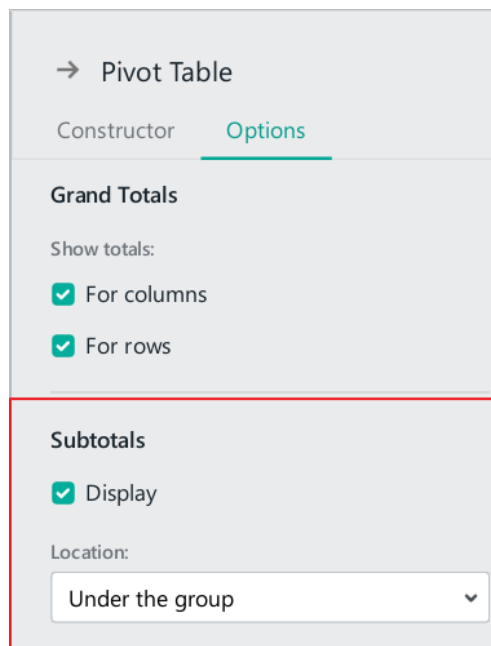 Pivot Table
Constructor Options
Grand Totals
Show totals:
For columns
For rows
Subtotals
Display
Location:
Under the group